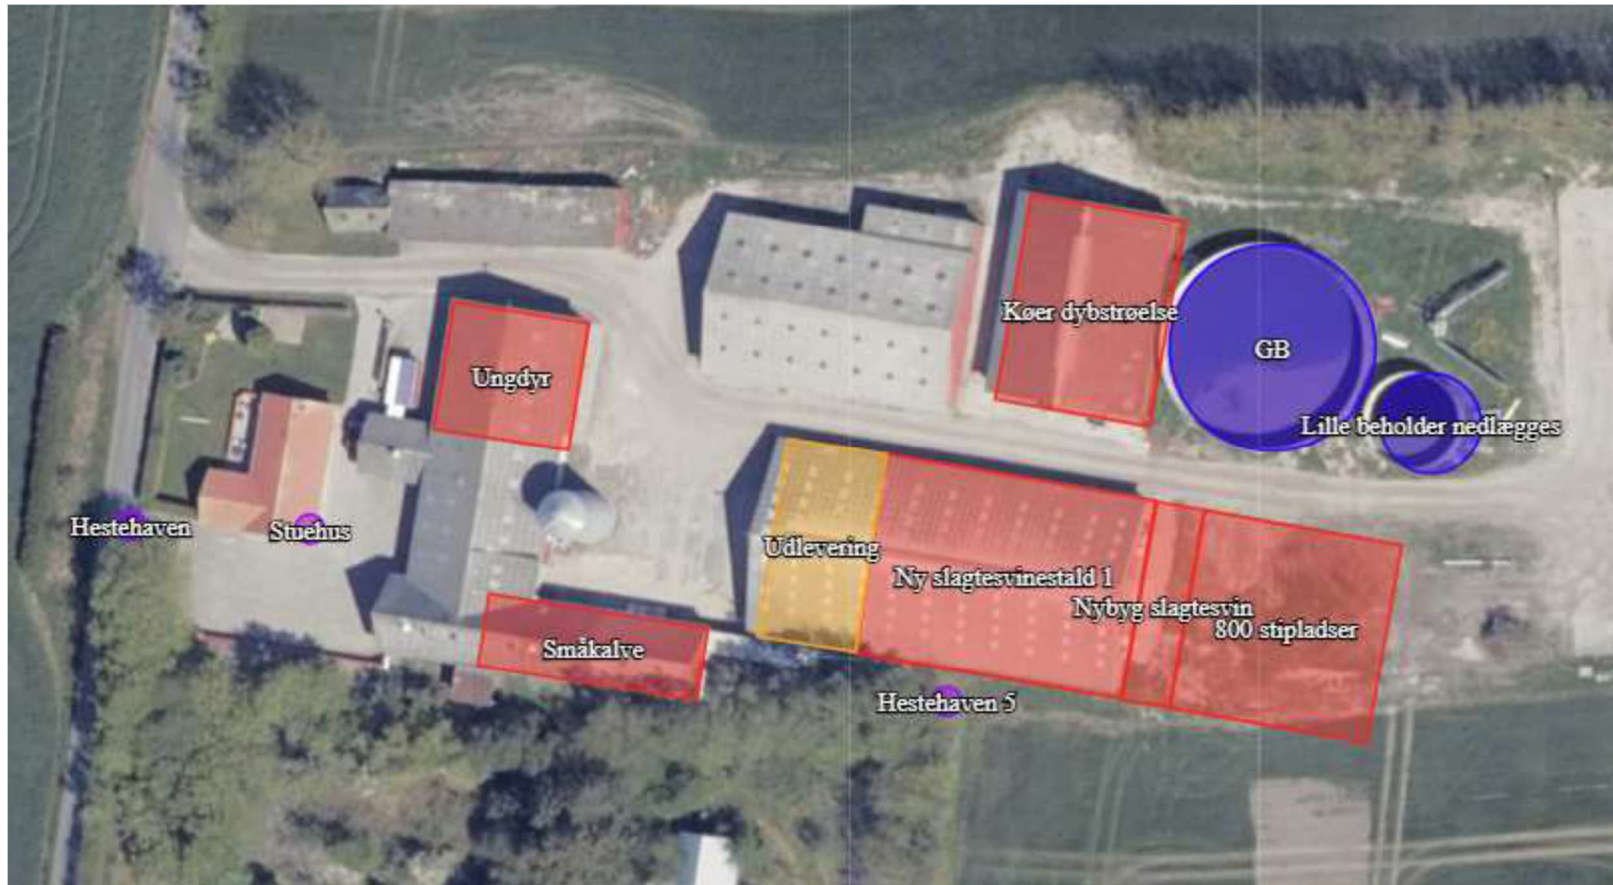 Køer dybstrøelse
GB
Ungdyr
Lille beholder nedlægges
Hestehaven
Stuehus
Udlevering
Ny slagtesvinestald 1
Nybyg slagtesvin
800 stipladser
Småkalve
Hestehaven 5